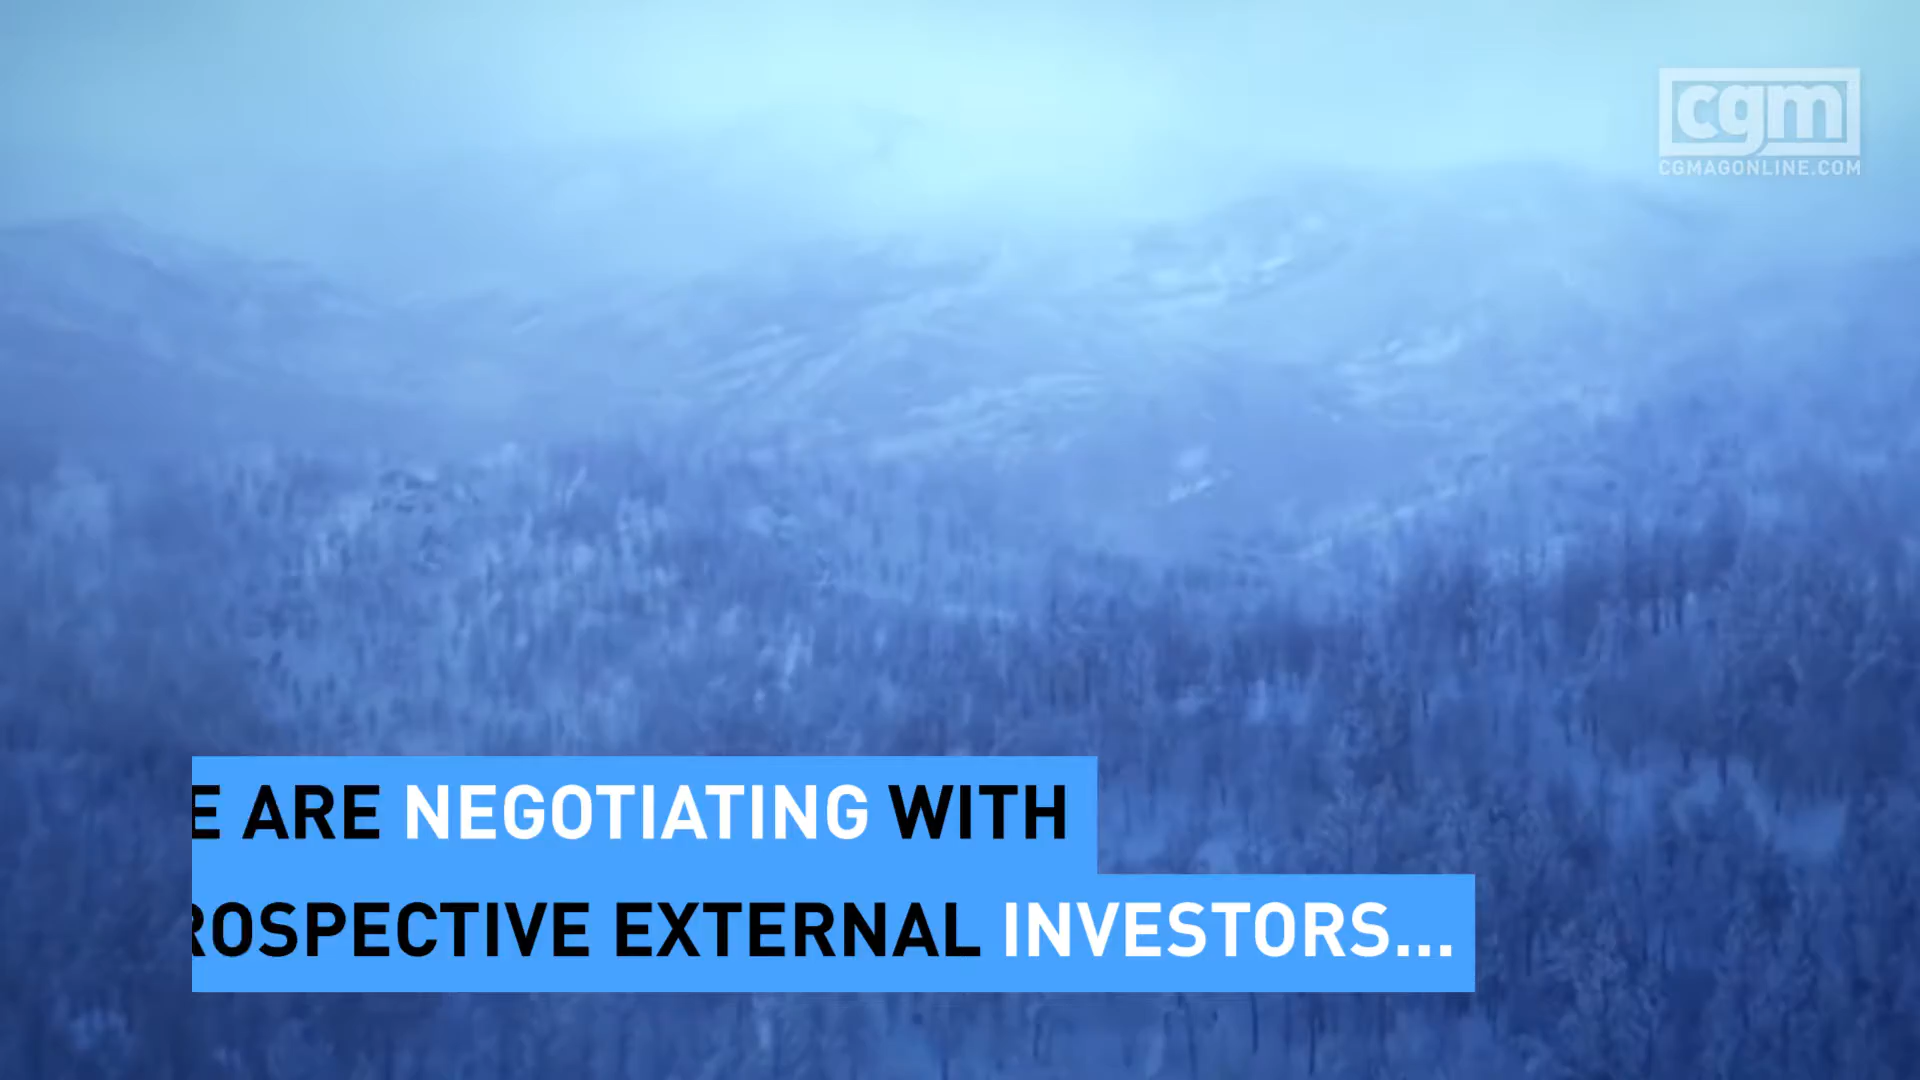 cgm
CGMAGONLINE.COM
E ARE NEGOTIATING WITH
ROSPECTIVE EXTERNAL INVESTORS...